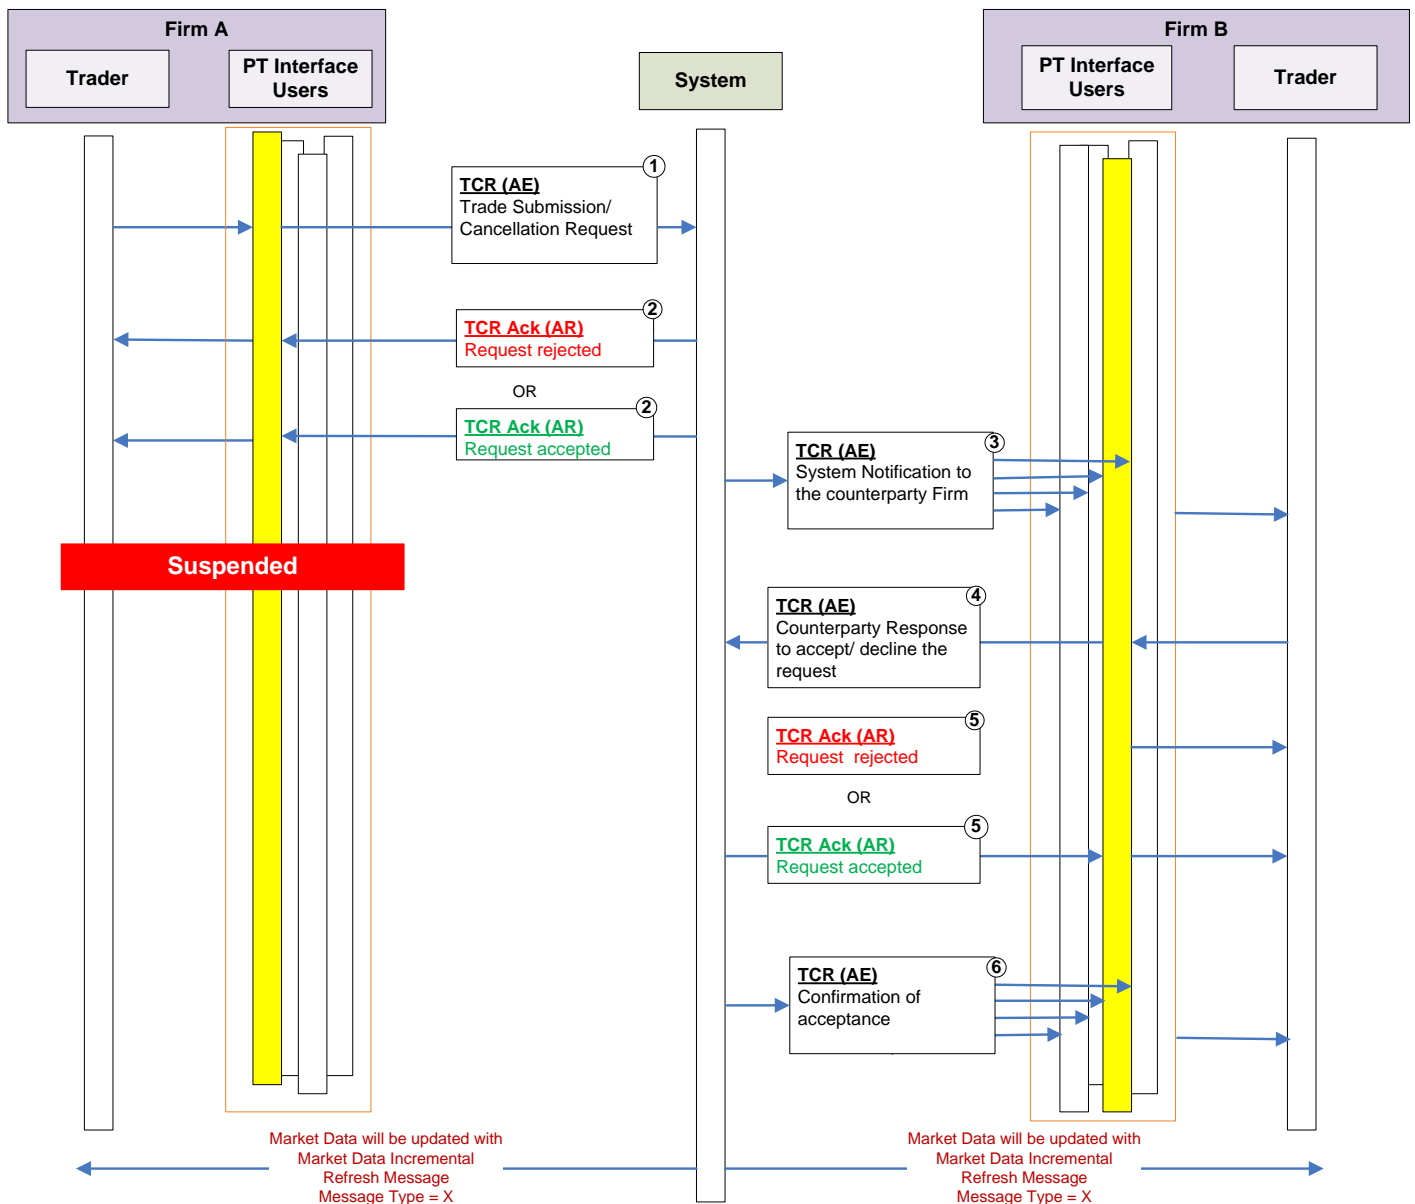 Firm A
Firm B
Trader
PT Interface
Users
System
PT Interface
Users
Trader
1
TCR (AE)
Trade Submission/
Cancellation Request
2
TCR Ack (AR)
Request rejected
OR
2
TCR Ack (AR)
Request accepted
3
TCR (AE)
System Notification to
the counterparty Firm
Suspended
4
TCR (AE)
Counterparty Response
to accept/ decline the
request
5
TCR Ack (AR)
Request  rejected
OR
5
TCR Ack (AR)
Request accepted
6
TCR (AE)
Confirmation of
acceptance
Market Data will be updated with
Market Data Incremental
Refresh Message
Message Type = X
Market Data will be updated with
Market Data Incremental
Refresh Message
Message Type = X